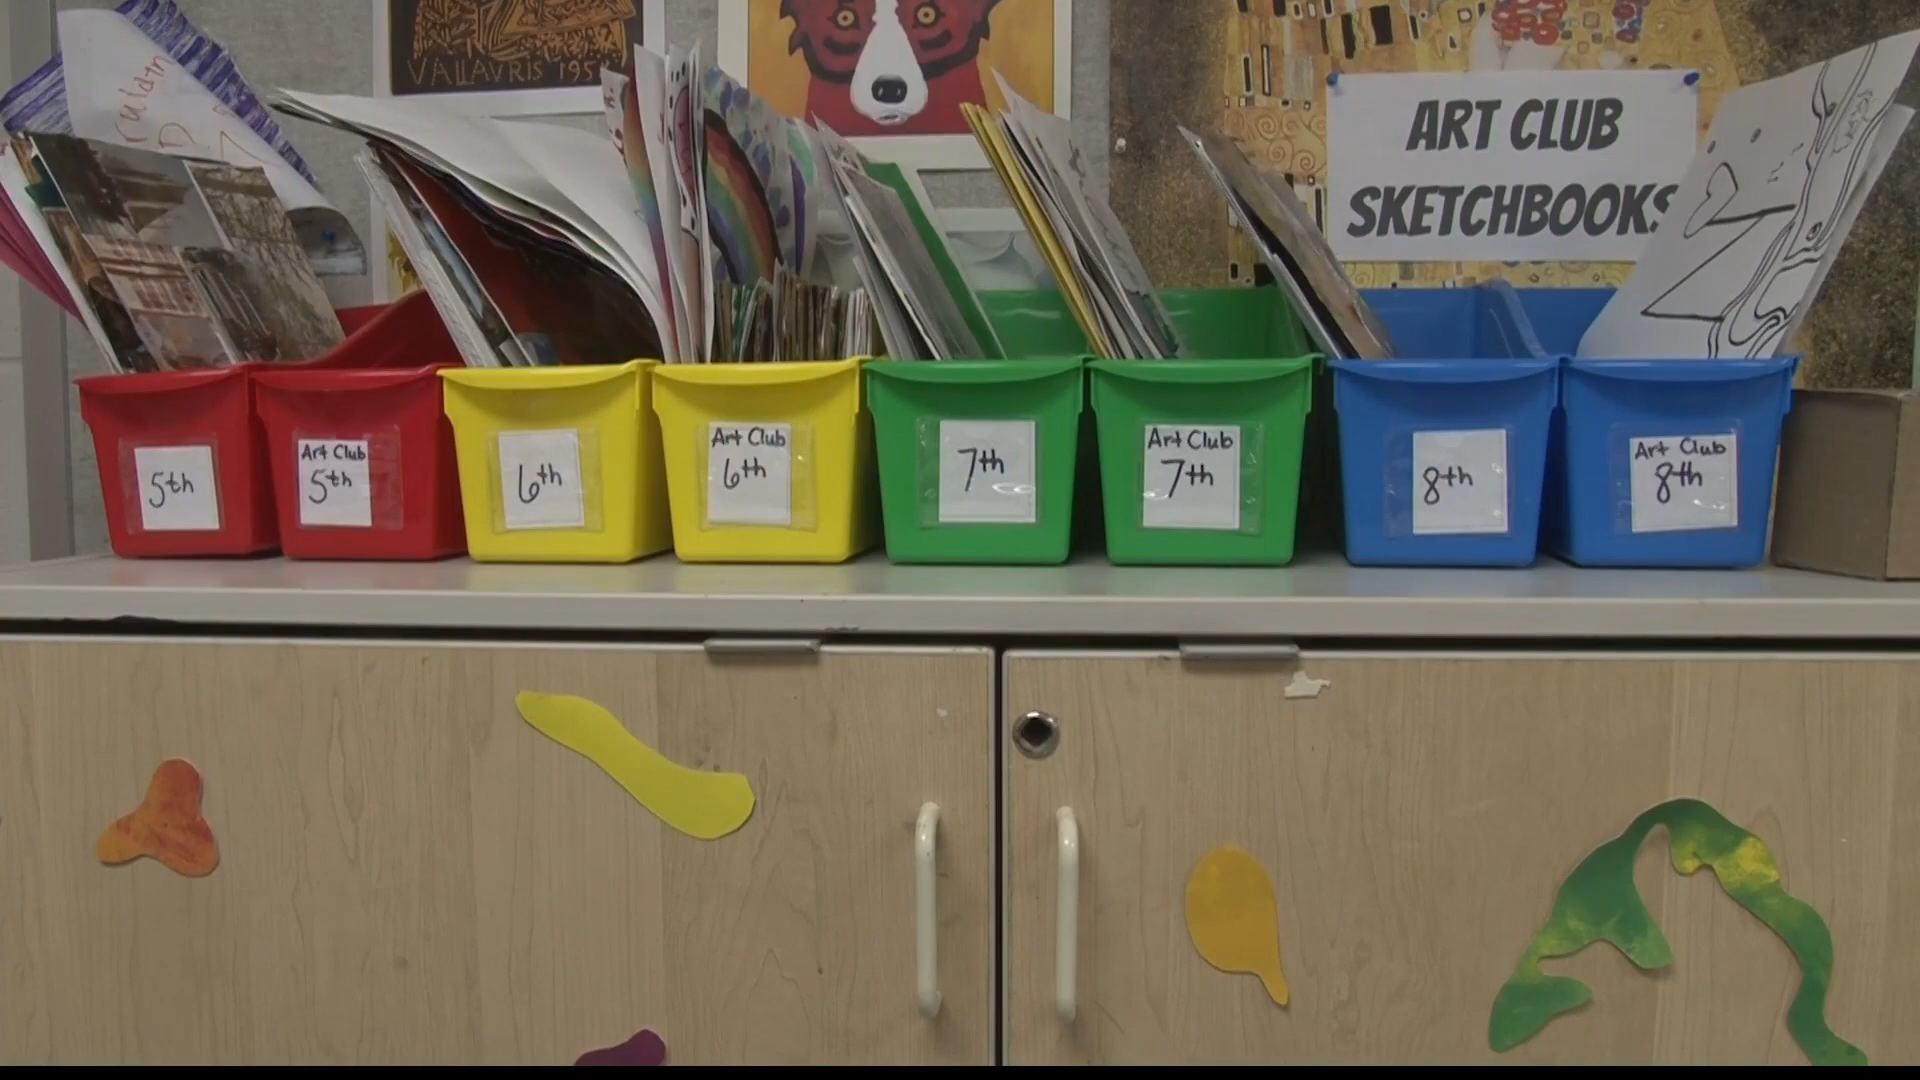 VALLAURIS 195
ART CLUB
SKETCHBOOKS
5th
Art Club
5th
6th
Art Club
6th
7th
Art Club
7th
8th
Art Club
8th